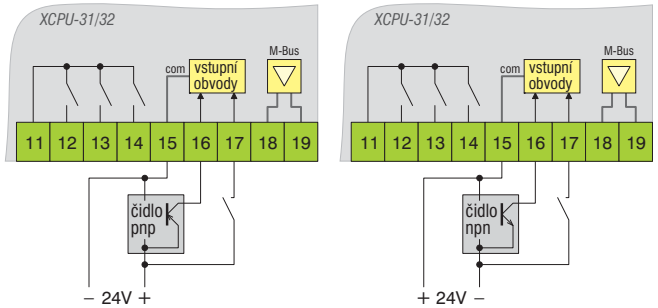 XCPU-31/32
com
vstupní
obvody
M-Bus
11 12 13 14 15 16 17 18 19
čidlo
pnp
− 24V +
XCPU-31/32
com
vstupní
obvody
M-Bus
11 12 13 14 15 16 17 18 19
čidlo
npn
+ 24V −